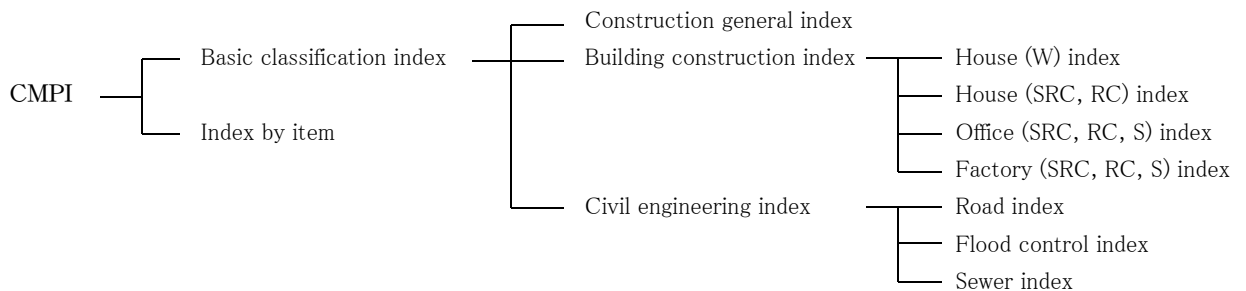 Construction general index
Basic classification index
Building construction index
House (W) index
CMPI
House (SRC, RC) index
Index by item
Office (SRC, RC, S) index
Factory (SRC, RC, S) index
Civil engineering index
Road index
Flood control index
Sewer index